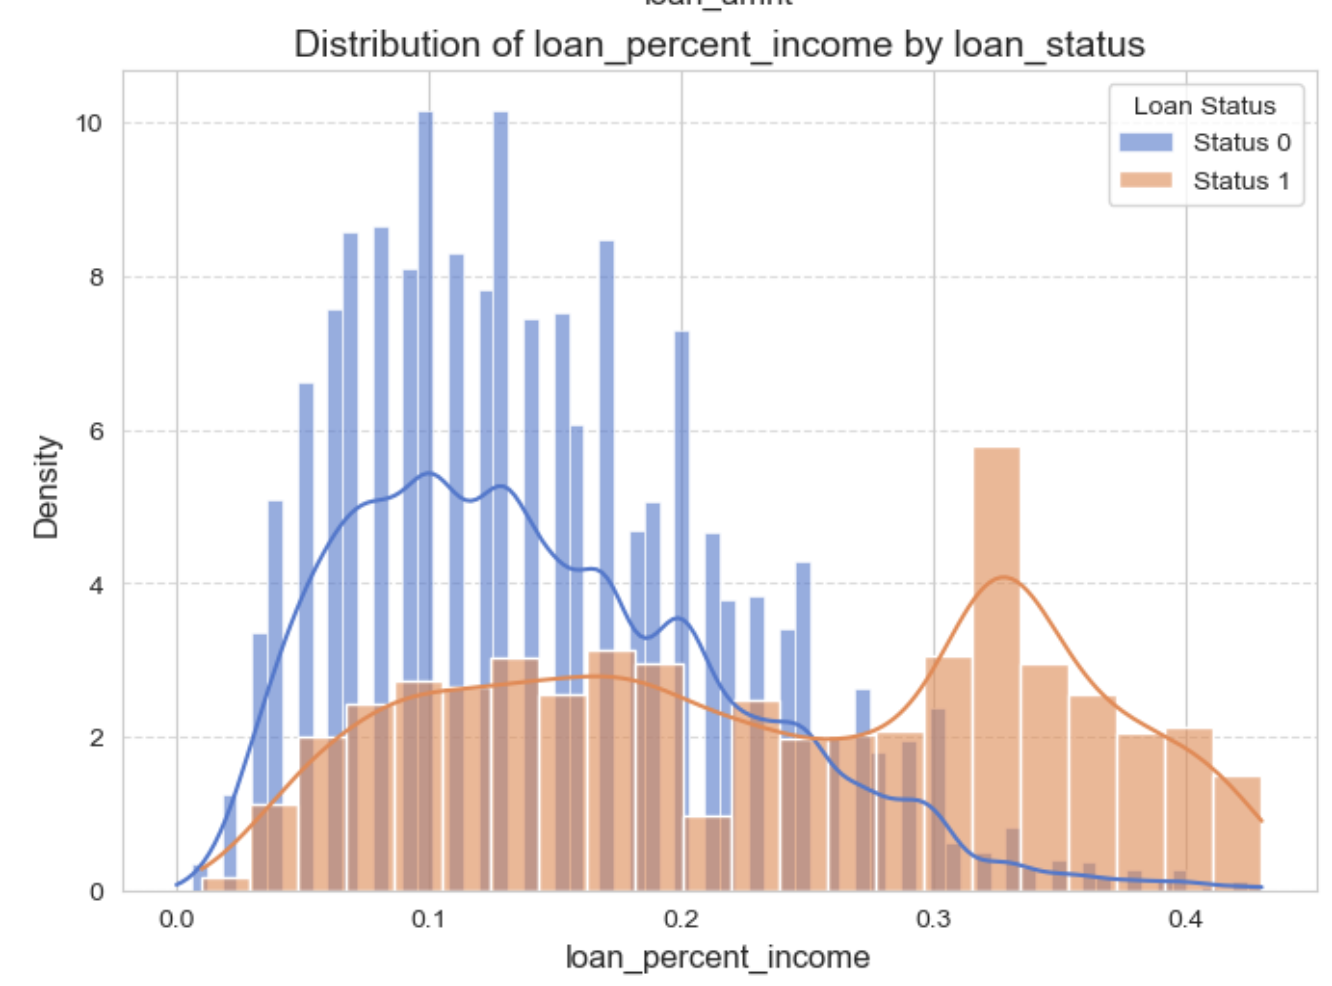 loan_amnt
Distribution of loan_percent_income by loan_status
Loan Status
Status 0
Status 1
10
8
6
4
2
0
Density
0.0 0.1 0.2 0.3 0.4
loan_percent_income